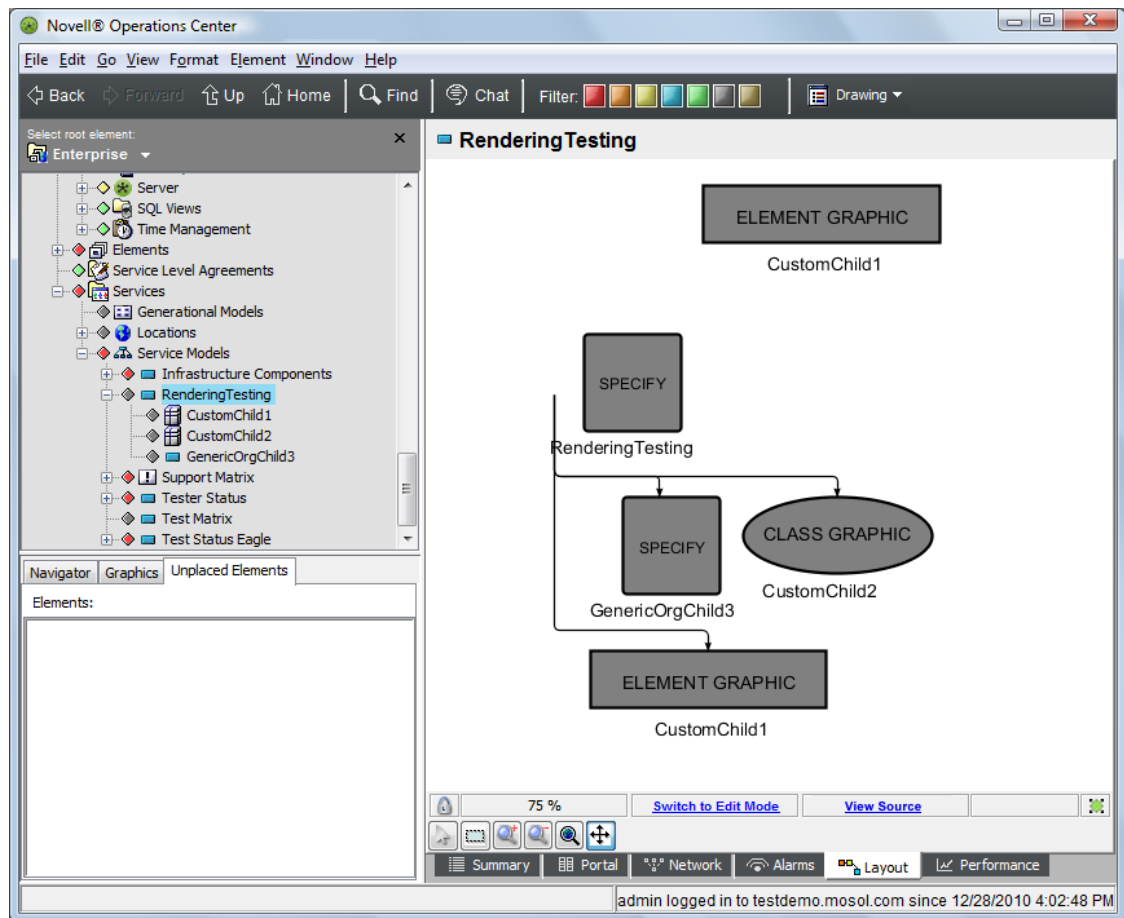 Novell® Operations Center
File Edit Go View Format Element Window Help
Back Forward Up Home Find Chat Filter: Drawing
Select root element:
Enterprise
Server
SQL Views
Time Management
Elements
Service Level Agreements
Services
Generational Models
Locations
Service Models
Infrastructure Components
RenderingTesting
CustomChild1
CustomChild2
GenericOrgChild3
Support Matrix
Tester Status
Test Matrix
Test Status Eagle
Navigator Graphics Unplaced Elements
Elements:
RenderingTesting
ELEMENT GRAPHIC
CustomChild1
SPECIFY
RenderingTesting
SPECIFY
GenericOrgChild3
CLASS GRAPHIC
CustomChild2
ELEMENT GRAPHIC
CustomChild1
75 % Switch to Edit Mode View Source
Summary Portal Network Alarms Layout Performance
admin logged in to testdemo.mosol.com since 12/28/2010 4:02:48 PM